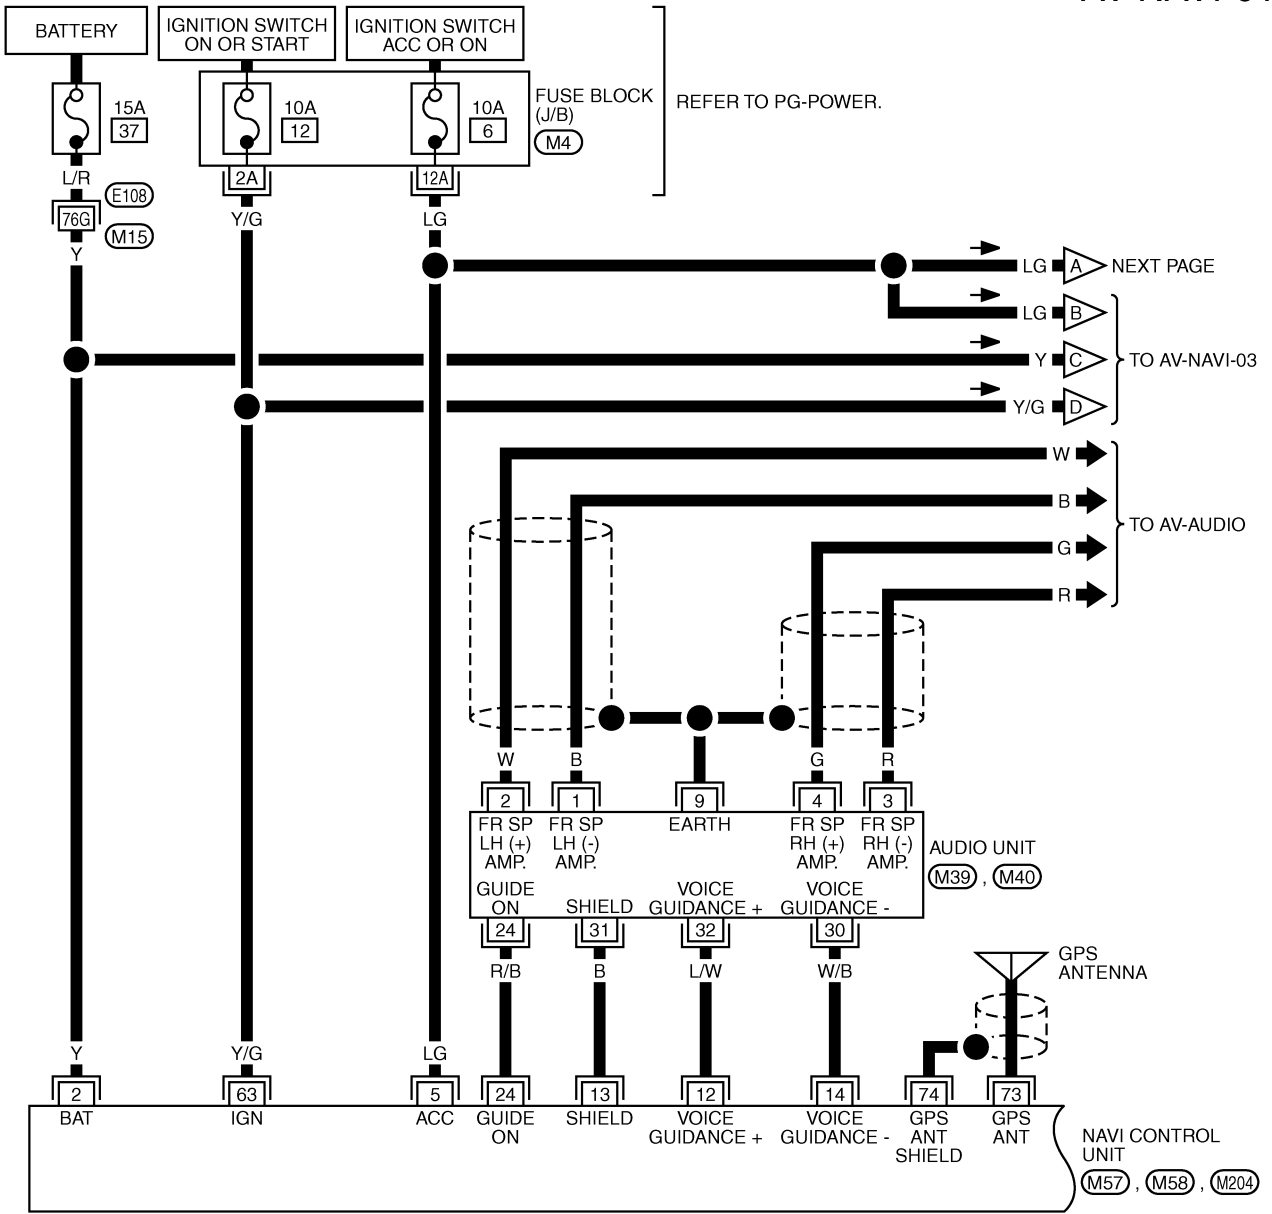 BATTERY
IGNITION SWITCH
ON OR START
IGNITION SWITCH
ACC OR ON
15A
37
10A
12
10A
6
FUSE BLOCK
(J/B)
M4
REFER TO PG-POWER.
L/R
E108
76G
M15
Y
2A
Y/G
12A
LG
LG A NEXT PAGE
LG B
Y C TO AV-NAVI-03
Y/G D
W
B
TO AV-AUDIO
G
R
W B G R
2 1 9 4 3
FR SP
LH (+)
AMP.
FR SP
LH (-)
AMP.
EARTH
FR SP
RH (+)
AMP.
FR SP
RH (-)
AMP.
AUDIO UNIT
M39 , M40
GUIDE
ON
SHIELD
VOICE
GUIDANCE +
VOICE
GUIDANCE -
24 31 32 30
R/B B L/W W/B
GPS
ANTENNA
Y Y/G LG
2 63 5 24 13 12 14 74 73
BAT
IGN
ACC
GUIDE
ON
SHIELD
VOICE
GUIDANCE +
VOICE
GUIDANCE -
GPS
ANT
SHIELD
GPS
ANT
NAVI CONTROL
UNIT
M57 , M58 , M204